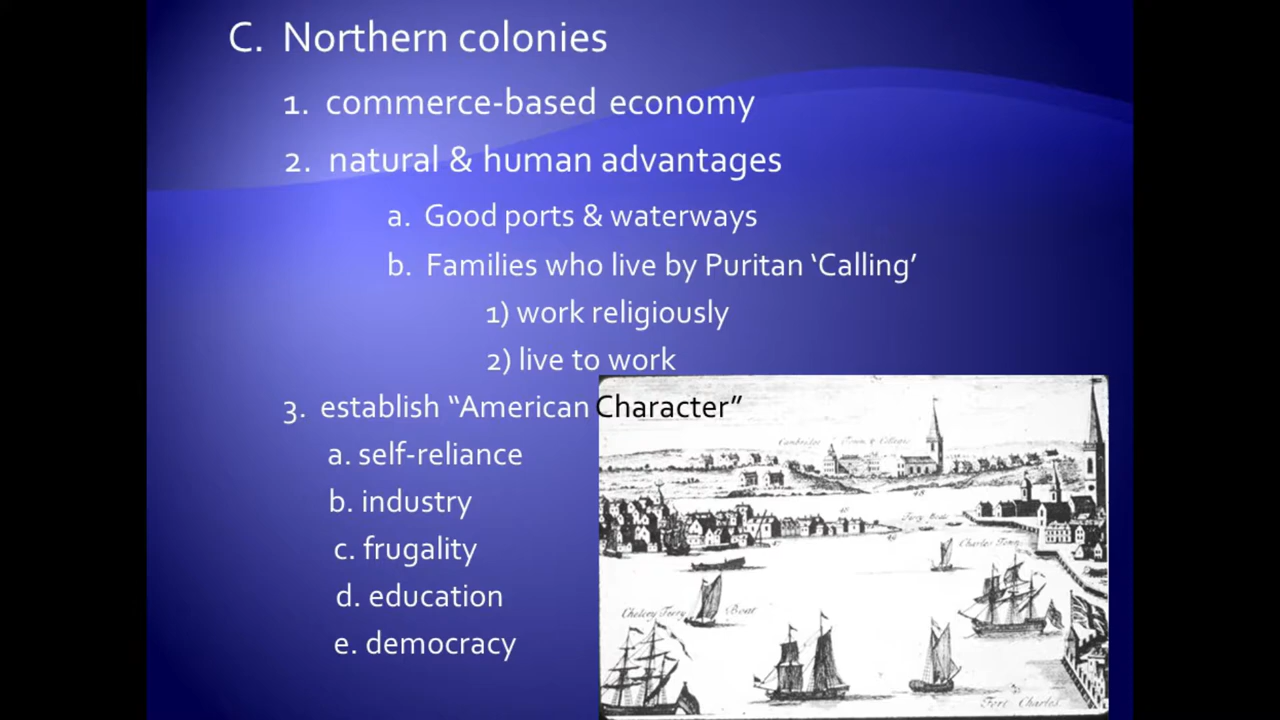 C. Northern colonies
1. commerce-based economy
2. natural & human advantages
a. Good ports & waterways
b. Families who live by Puritan ‘Calling’
1) work religiously
2) live to work
3. establish “American Character”
a. self-reliance
b. industry
c. frugality
d. education
e. democracy
Charles Town
Boat
Fort Charles